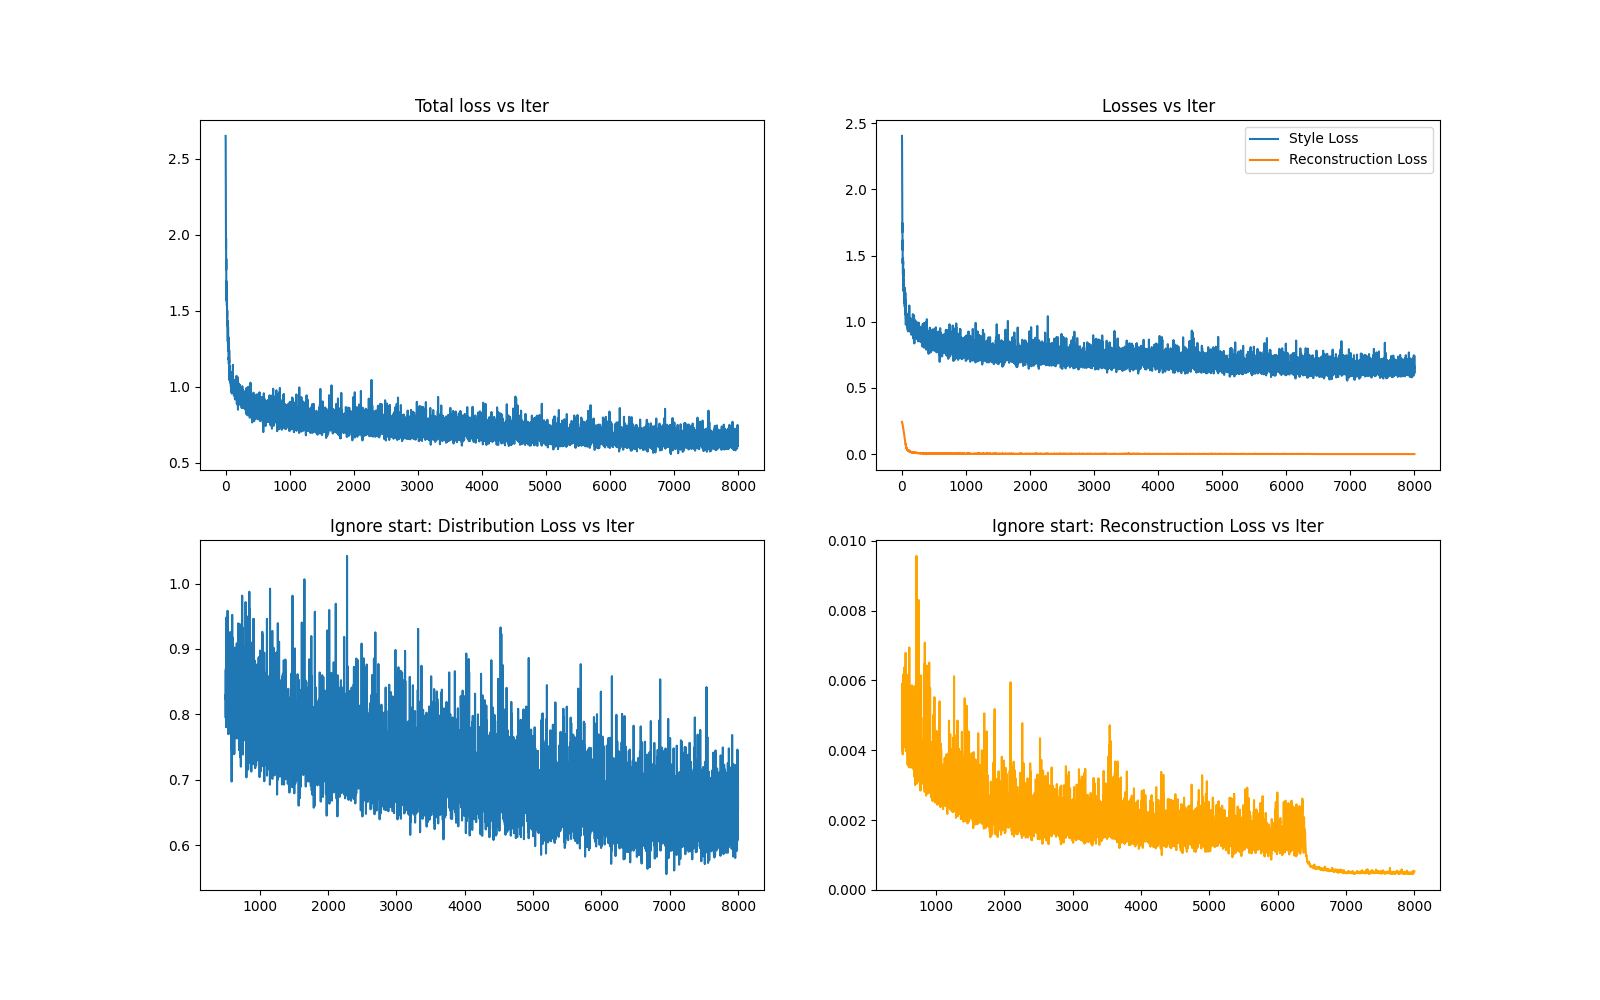 Total loss vs Iter
2.5
2.0
1.5
1.0
0.5
0 1000 2000 3000 4000 5000 6000 7000 8000
Losses vs Iter
Style Loss
Reconstruction Loss
2.5
2.0
1.5
1.0
0.5
0.0
0 1000 2000 3000 4000 5000 6000 7000 8000
Ignore start: Distribution Loss vs Iter
1.0
0.9
0.8
0.7
0.6
1000 2000 3000 4000 5000 6000 7000 8000
Ignore start: Reconstruction Loss vs Iter
0.010
0.008
0.006
0.004
0.002
0.000
1000 2000 3000 4000 5000 6000 7000 8000